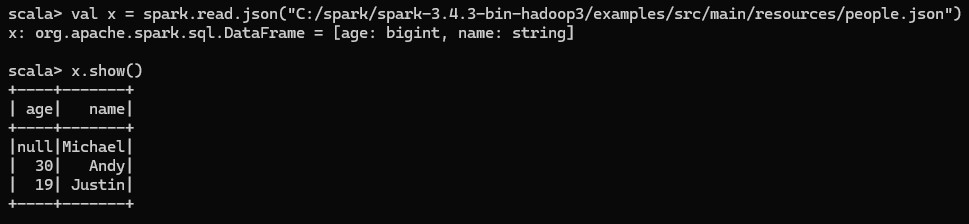 scala> val x = spark.read.json("C:/spark/spark-3.4.3-bin-hadoop3/examples/src/main/resources/people.json")
x: org.apache.spark.sql.DataFrame = [age: bigint, name: string]

scala> x.show()
+----+-------+
| age|   name|
+----+-------+
|null|Michael|
|  30|   Andy|
|  19| Justin|
+----+-------+